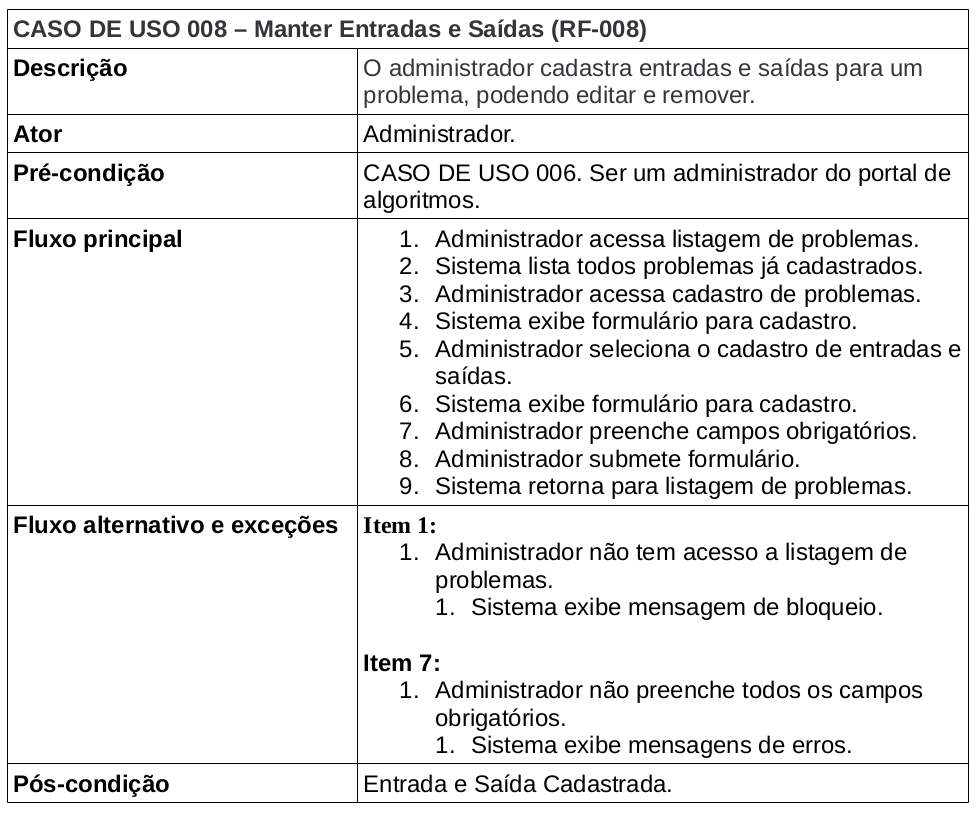 CASO DE USO 008 – Manter Entradas e Saídas (RF-008)
Descrição
O administrador cadastra entradas e saídas para um
problema, podendo editar e remover.
Ator
Administrador.
Pré-condição
CASO DE USO 006. Ser um administrador do portal de
algoritmos.
Fluxo principal
1. Administrador acessa listagem de problemas.
2. Sistema lista todos problemas já cadastrados.
3. Administrador acessa cadastro de problemas.
4. Sistema exibe formulário para cadastro.
5. Administrador seleciona o cadastro de entradas e
saídas.
6. Sistema exibe formulário para cadastro.
7. Administrador preenche campos obrigatórios.
8. Administrador submete formulário.
9. Sistema retorna para listagem de problemas.
Fluxo alternativo e exceções
Item 1:
1. Administrador não tem acesso a listagem de
problemas.
1. Sistema exibe mensagem de bloqueio.
Item 7:
1. Administrador não preenche todos os campos
obrigatórios.
1. Sistema exibe mensagens de erros.
Pós-condição
Entrada e Saída Cadastrada.